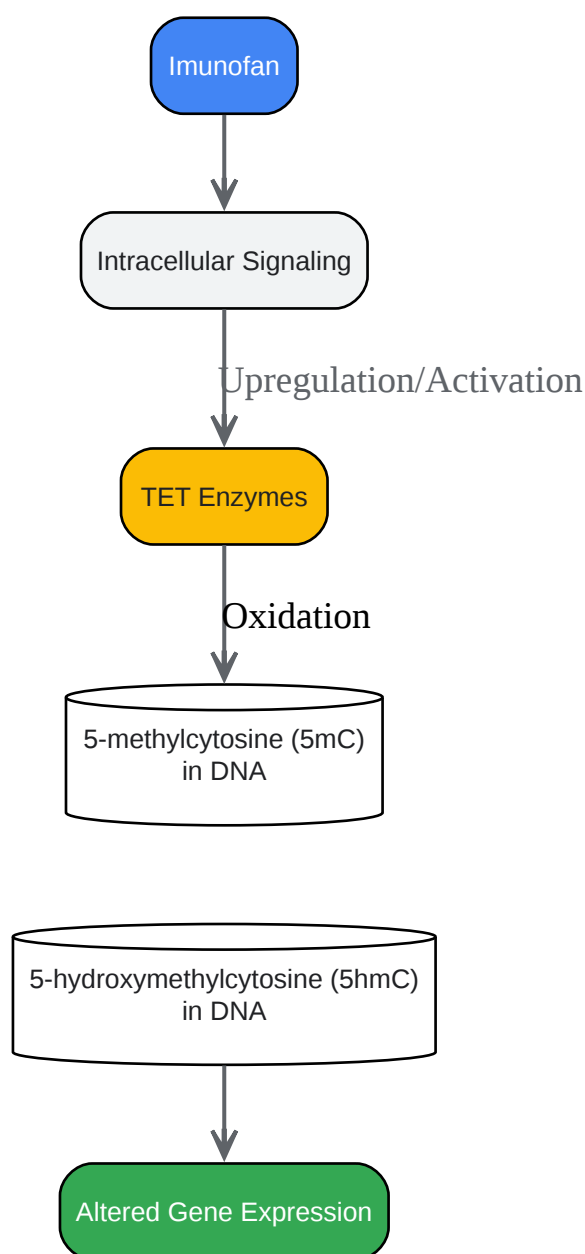 Imunofan
Intracellular Signaling
Upregulation/Activation
TET Enzymes
Oxidation
5-methylcytosine (5mC)
in DNA
5-hydroxymethylcytosine (5hmC)
in DNA
Altered Gene Expression